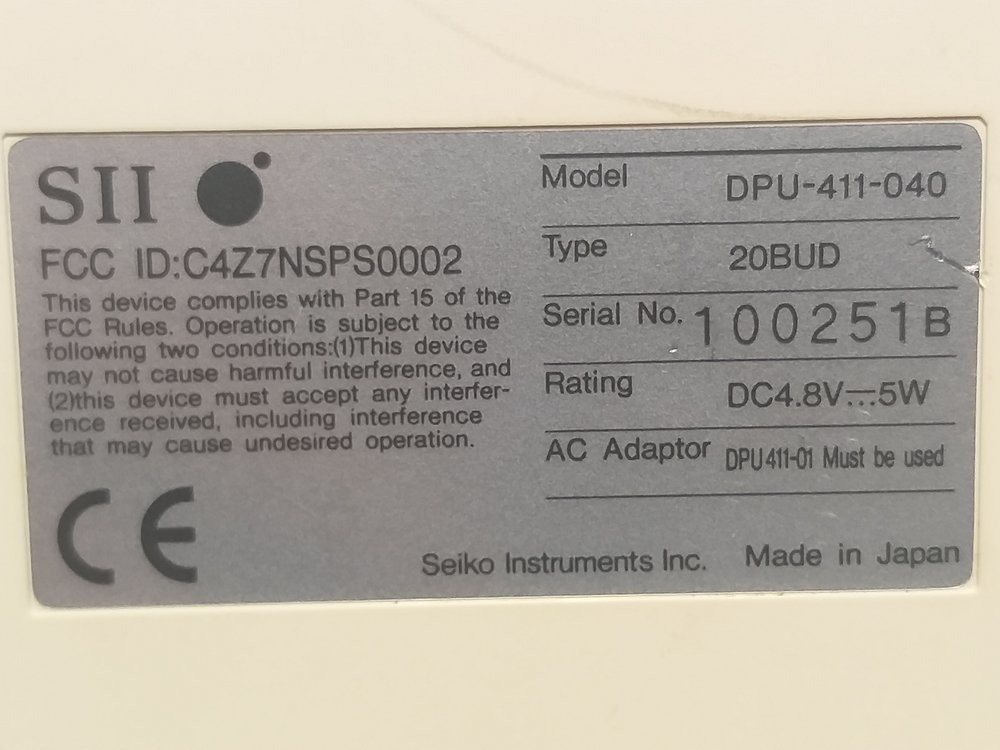 SII
FCC ID:C4Z7NSPS0002
This device complies with Part 15 of the
FCC Rules. Operation is subject to the
following two conditions:(1)This device
may not cause harmful interference, and
(2)this device must accept any interfer-
ence received, including interference
that may cause undesired operation.
CE
Model DPU-411-040
Type 20BUD
Serial No. 100251B
Rating DC4.8V⎓5W
AC Adaptor DPU411-01 Must be used
Seiko Instruments Inc. Made in Japan